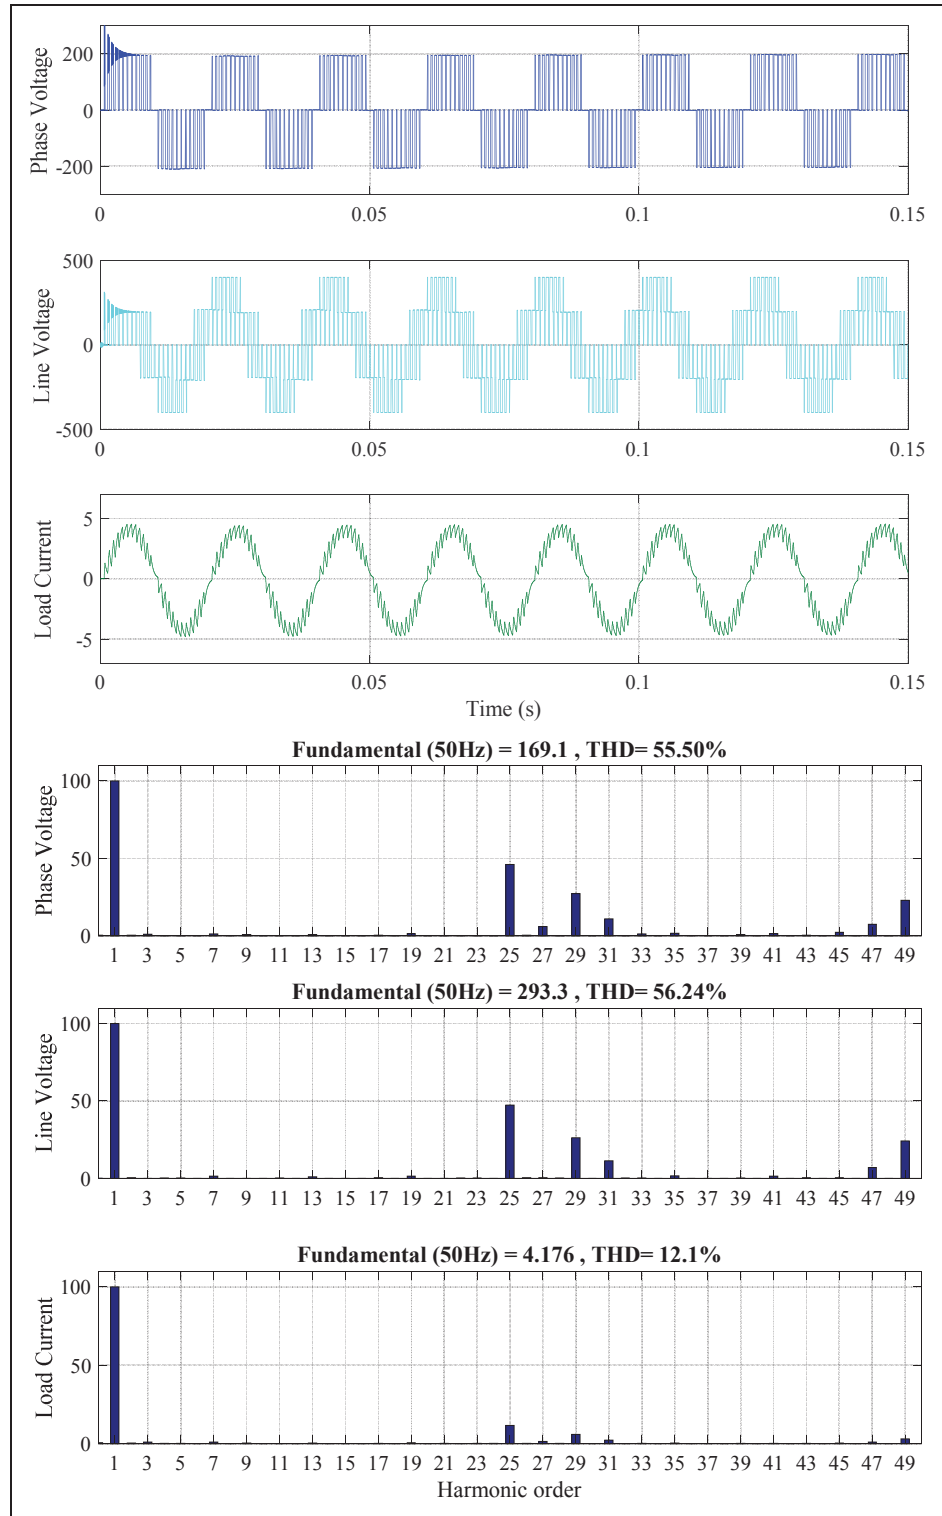 Phase Voltage
200
0
-200
0
0.05
0.1
0.15
Line Voltage
500
0
-500
0
0.05
0.1
0.15
Load Current
5
0
-5
0
0.05
0.1
0.15
Time (s)
Fundamental (50Hz) = 169.1 , THD= 55.50%
Phase Voltage
100
50
0
1 3 5 7 9 11 13 15 17 19 21 23 25 27 29 31 33 35 37 39 41 43 45 47 49
Fundamental (50Hz) = 293.3 , THD= 56.24%
Line Voltage
100
50
0
1 3 5 7 9 11 13 15 17 19 21 23 25 27 29 31 33 35 37 39 41 43 45 47 49
Fundamental (50Hz) = 4.176 , THD= 12.1%
Load Current
100
50
0
1 3 5 7 9 11 13 15 17 19 21 23 25 27 29 31 33 35 37 39 41 43 45 47 49
Harmonic order